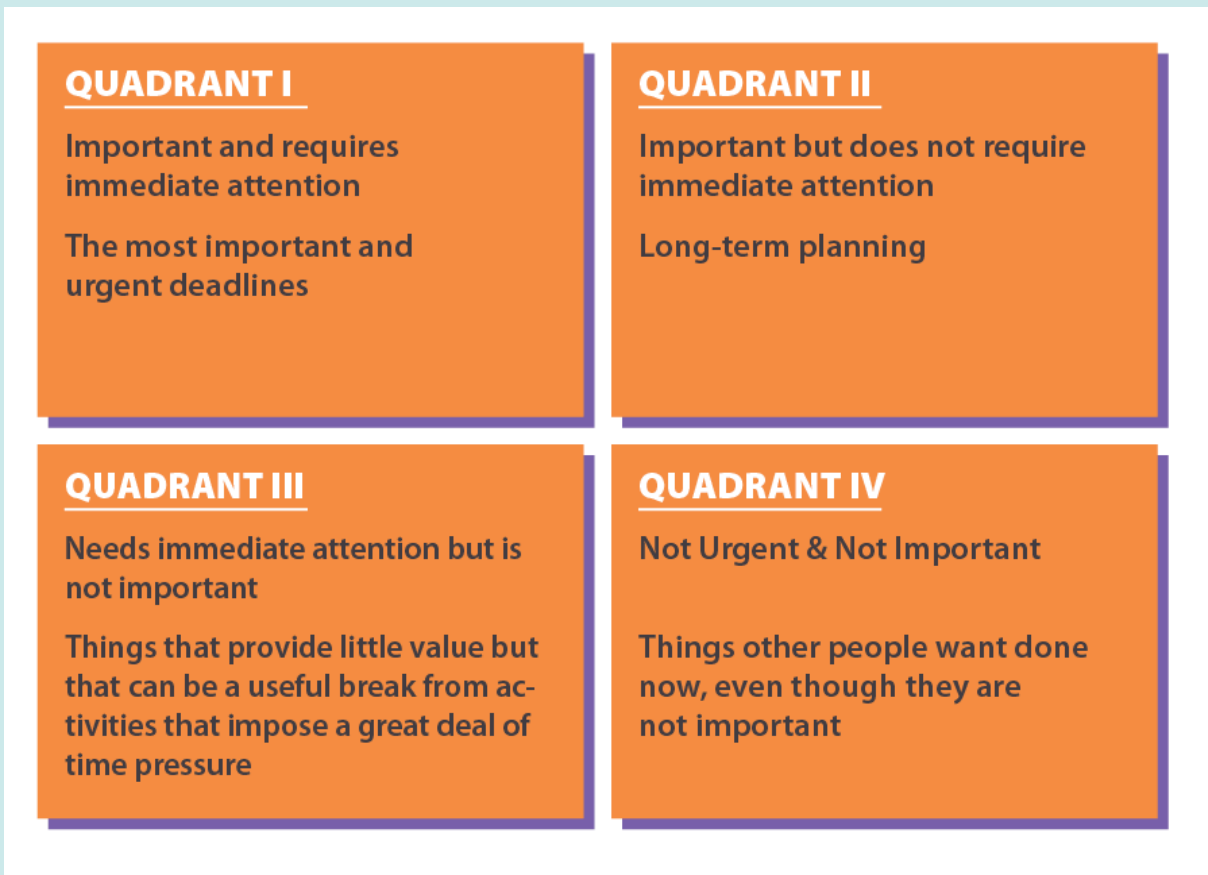 QUADRANT I
Important and requires
immediate attention
The most important and
urgent deadlines
QUADRANT II
Important but does not require
immediate attention
Long-term planning
QUADRANT III
Needs immediate attention but is
not important
Things that provide little value but
that can be a useful break from ac-
tivities that impose a great deal of
time pressure
QUADRANT IV
Not Urgent & Not Important
Things other people want done
now, even though they are
not important